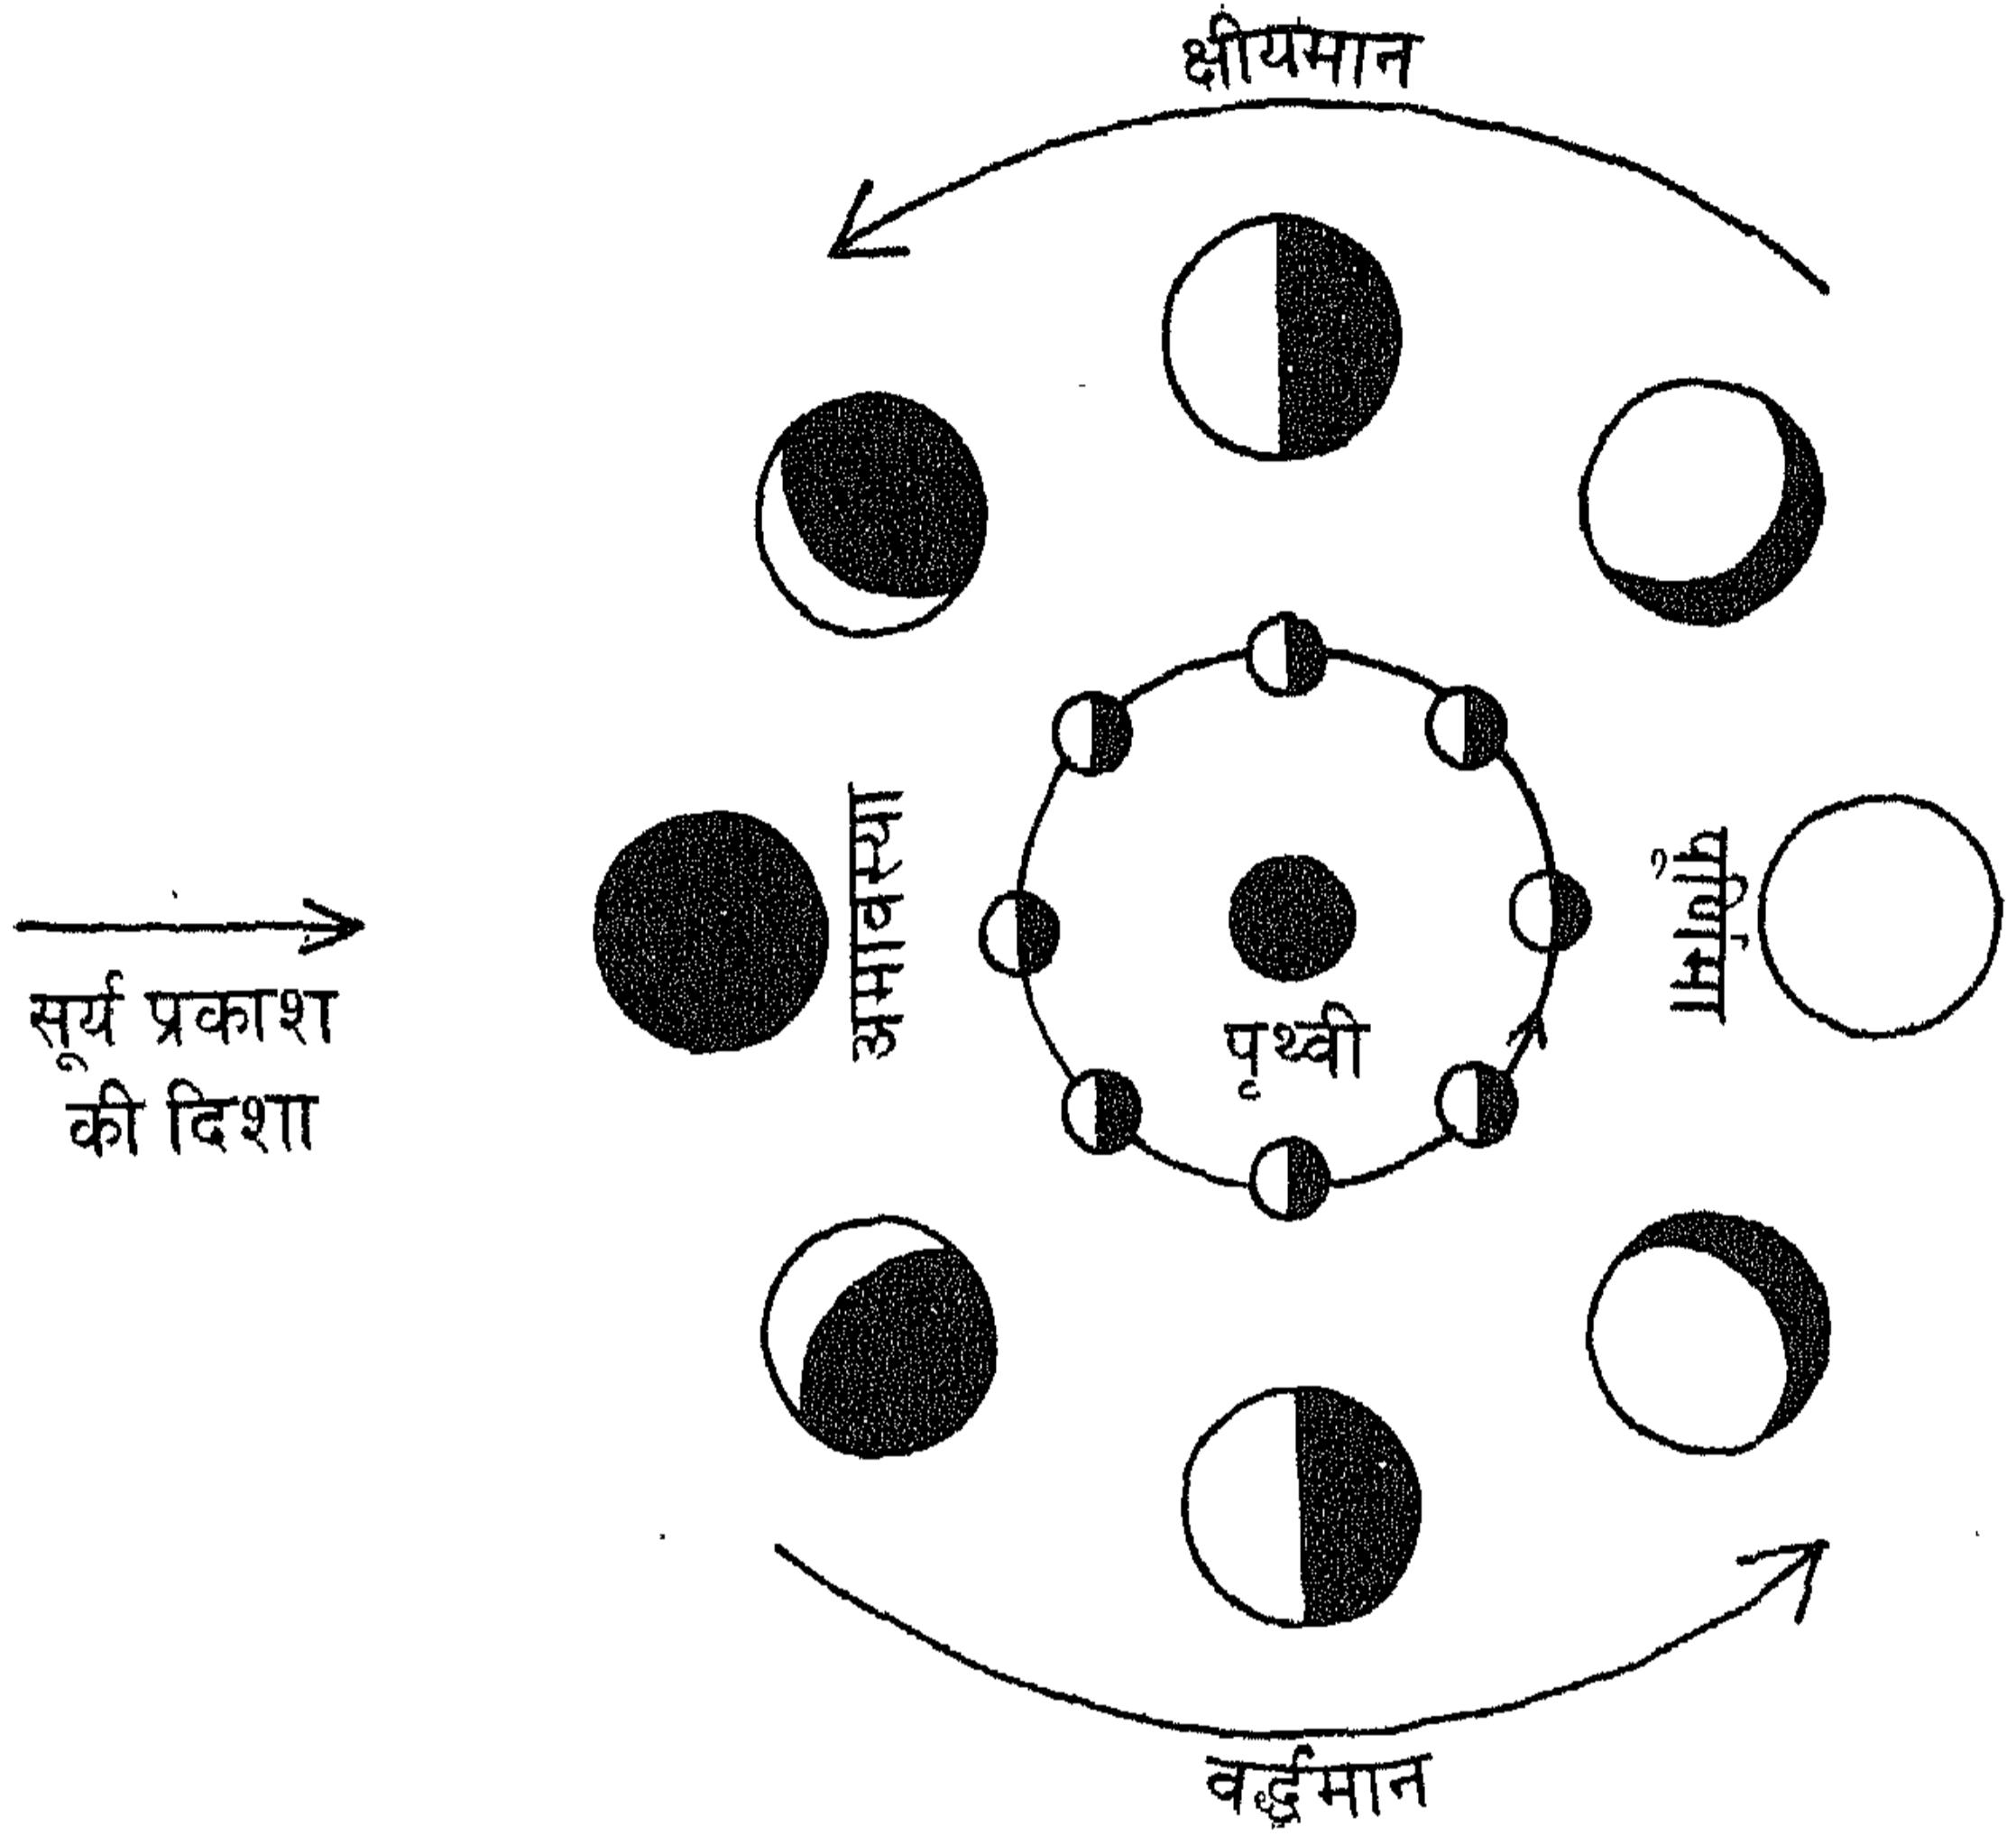 क्षीयमान
अमावस्या
पूर्णिमा
सूर्य प्रकाश
की दिशा
पृथ्वी
वर्द्धमान